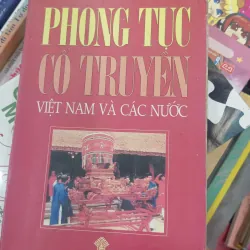 PHONG TỤC
CỔ TRUYỀN
VIỆT NAM VÀ CÁC NƯỚC